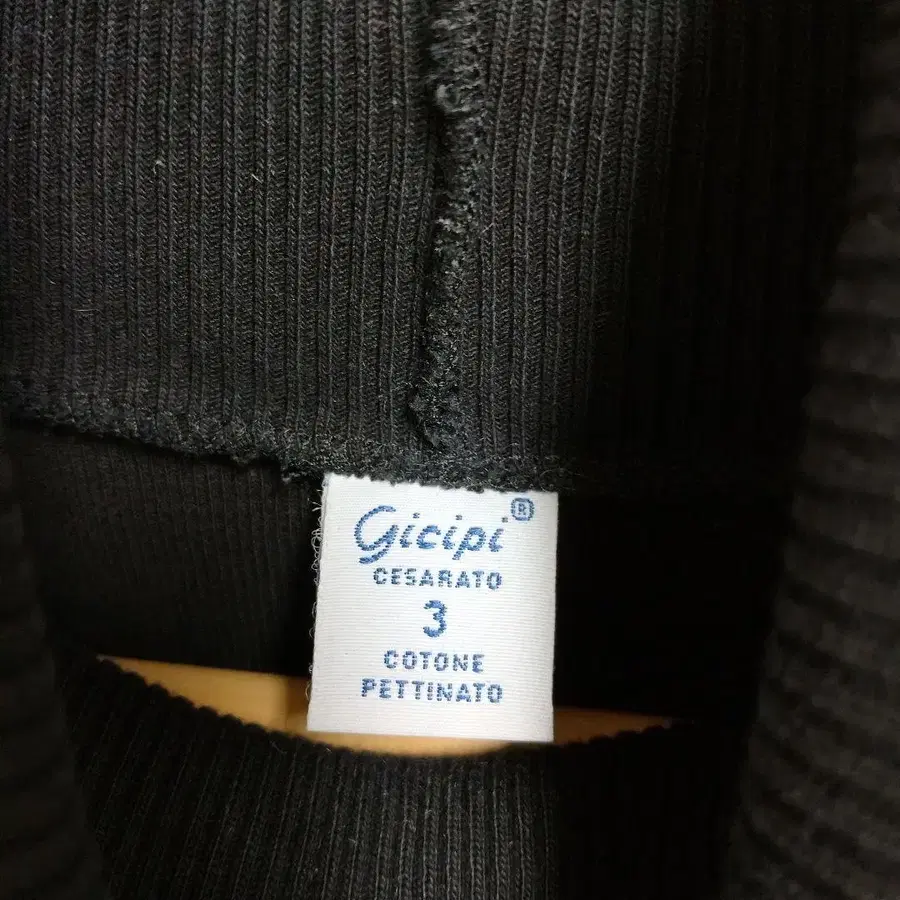 Gicipi®
CESARATO
3
COTONE
PETTINATO